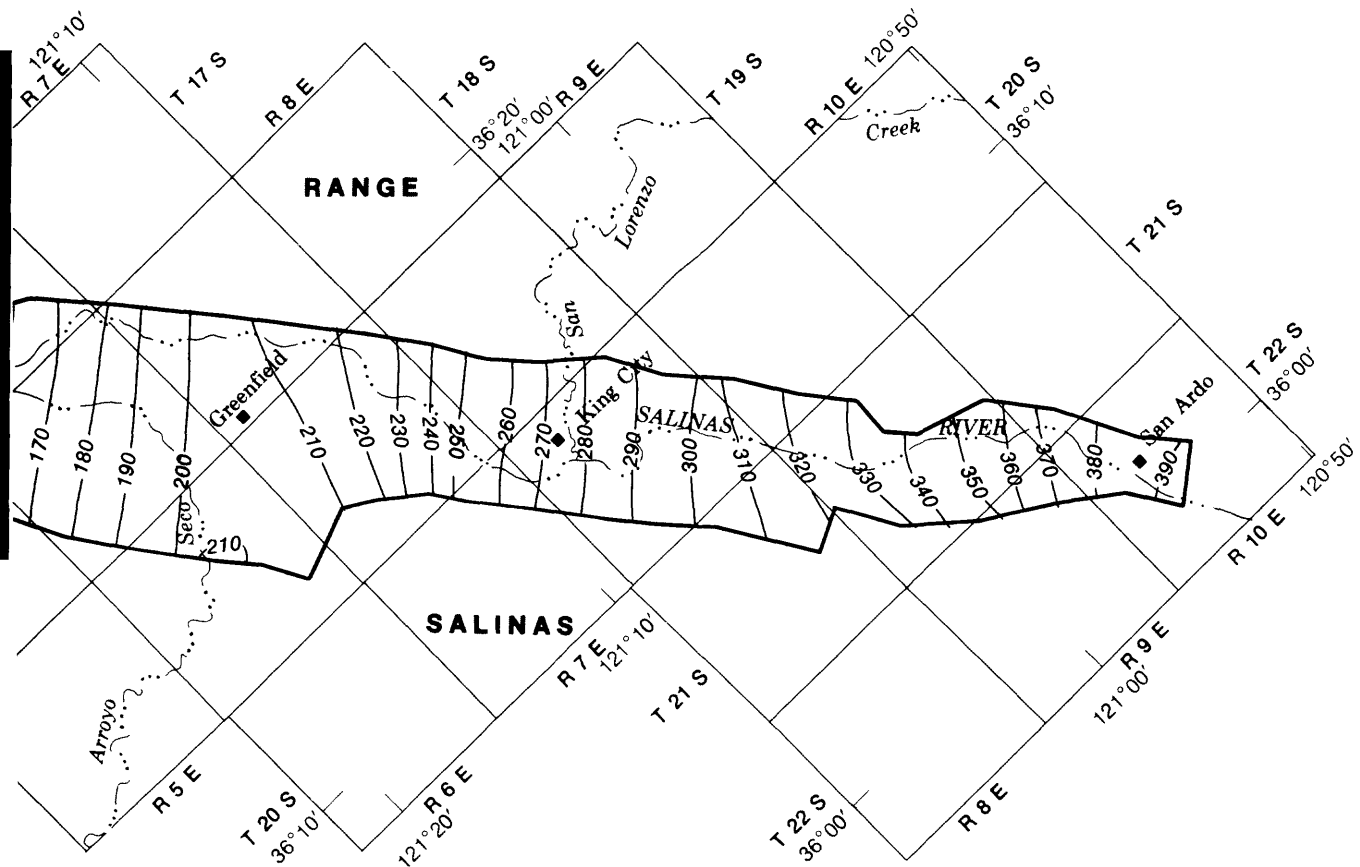 121°10′
R 7 E
T 17 S
R 8 E
T 18 S
36°20′
121°00′
R 9 E
T 19 S
R 10 E
120°50′
T 20 S
36°10′
Creek
RANGE
Lorenzo
San
T 21 S
T 22 S
36°00′
Greenfield
King City
SALINAS
RIVER
San Ardo
170
180
190
200
210
220
230
240
250
260
270
280
290
300
310
320
330
340
350
360
370
380
390
Seco
×210
120°50′
R 10 E
SALINAS
R 7 E
121°10′
T 21 S
R 9 E
121°00′
Arroyo
R 5 E
T 20 S
36°10′
R 6 E
121°20′
T 22 S
36°00′
R 8 E